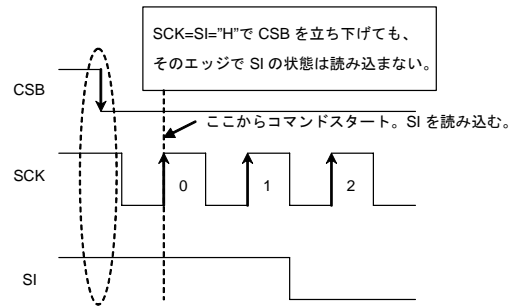 SCK=SI="H"で CSB を立ち下げても、
そのエッジで SI の状態は読み込まない。
CSB
ここからコマンドスタート。SI を読み込む。
SCK
0
1
2
SI